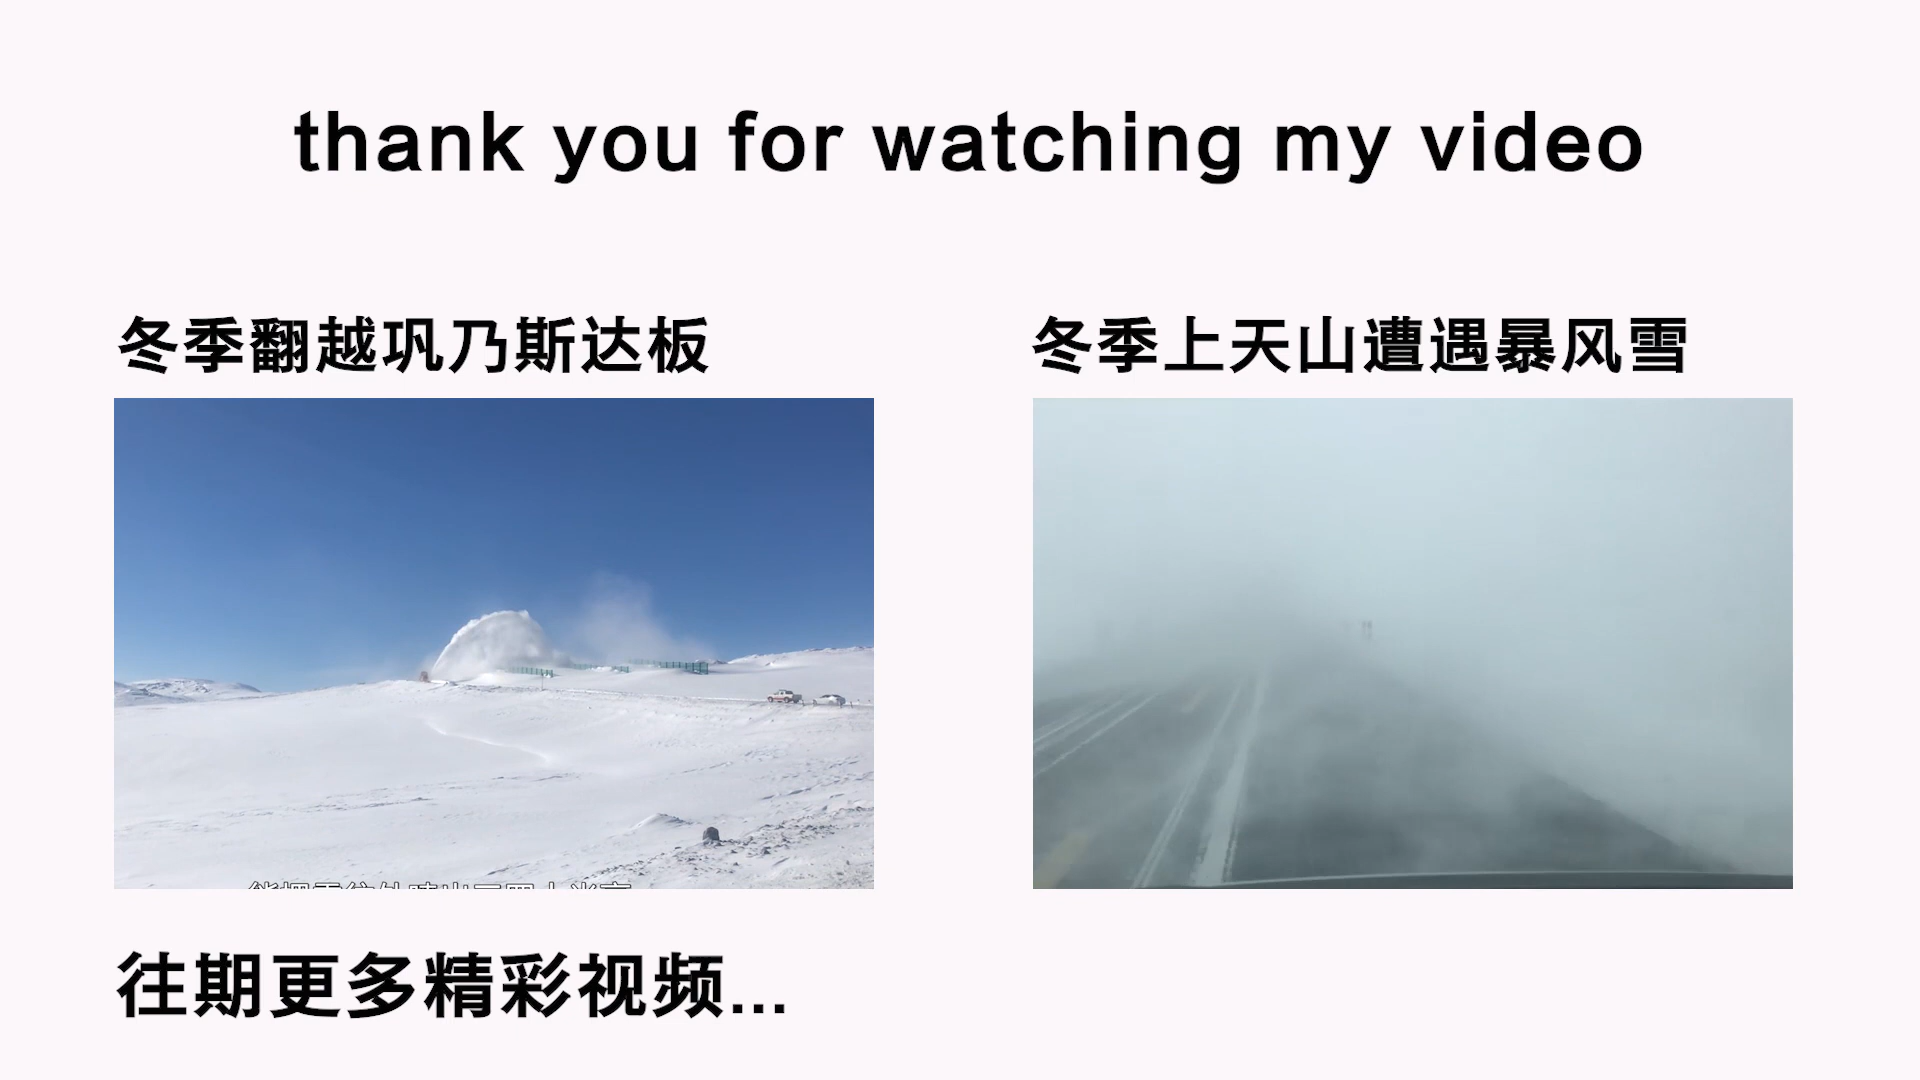 thank you for watching my video
冬季翻越巩乃斯达板
冬季上天山遭遇暴风雪
往期更多精彩视频...